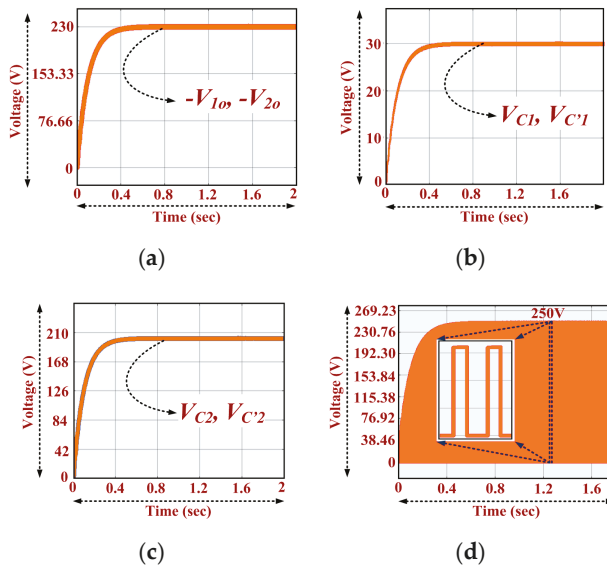 Voltage (V)
230
153.33
76.66
0
-V1o, -V2o
0 0.4 0.8 1.2 1.6 2
Time (sec)
(a)
Voltage (V)
30
20
10
0
VC1, VC'1
0 0.4 0.8 1.2 1.6
Time (sec)
(b)
Voltage (V)
210
168
126
84
42
0
VC2, VC'2
0 0.4 0.8 1.2 1.6 2
Time (sec)
(c)
Voltage (V)
269.23
230.76
192.30
153.84
115.38
76.92
38.46
0
250V
0 0.4 0.8 1.2 1.6
Time (sec)
(d)